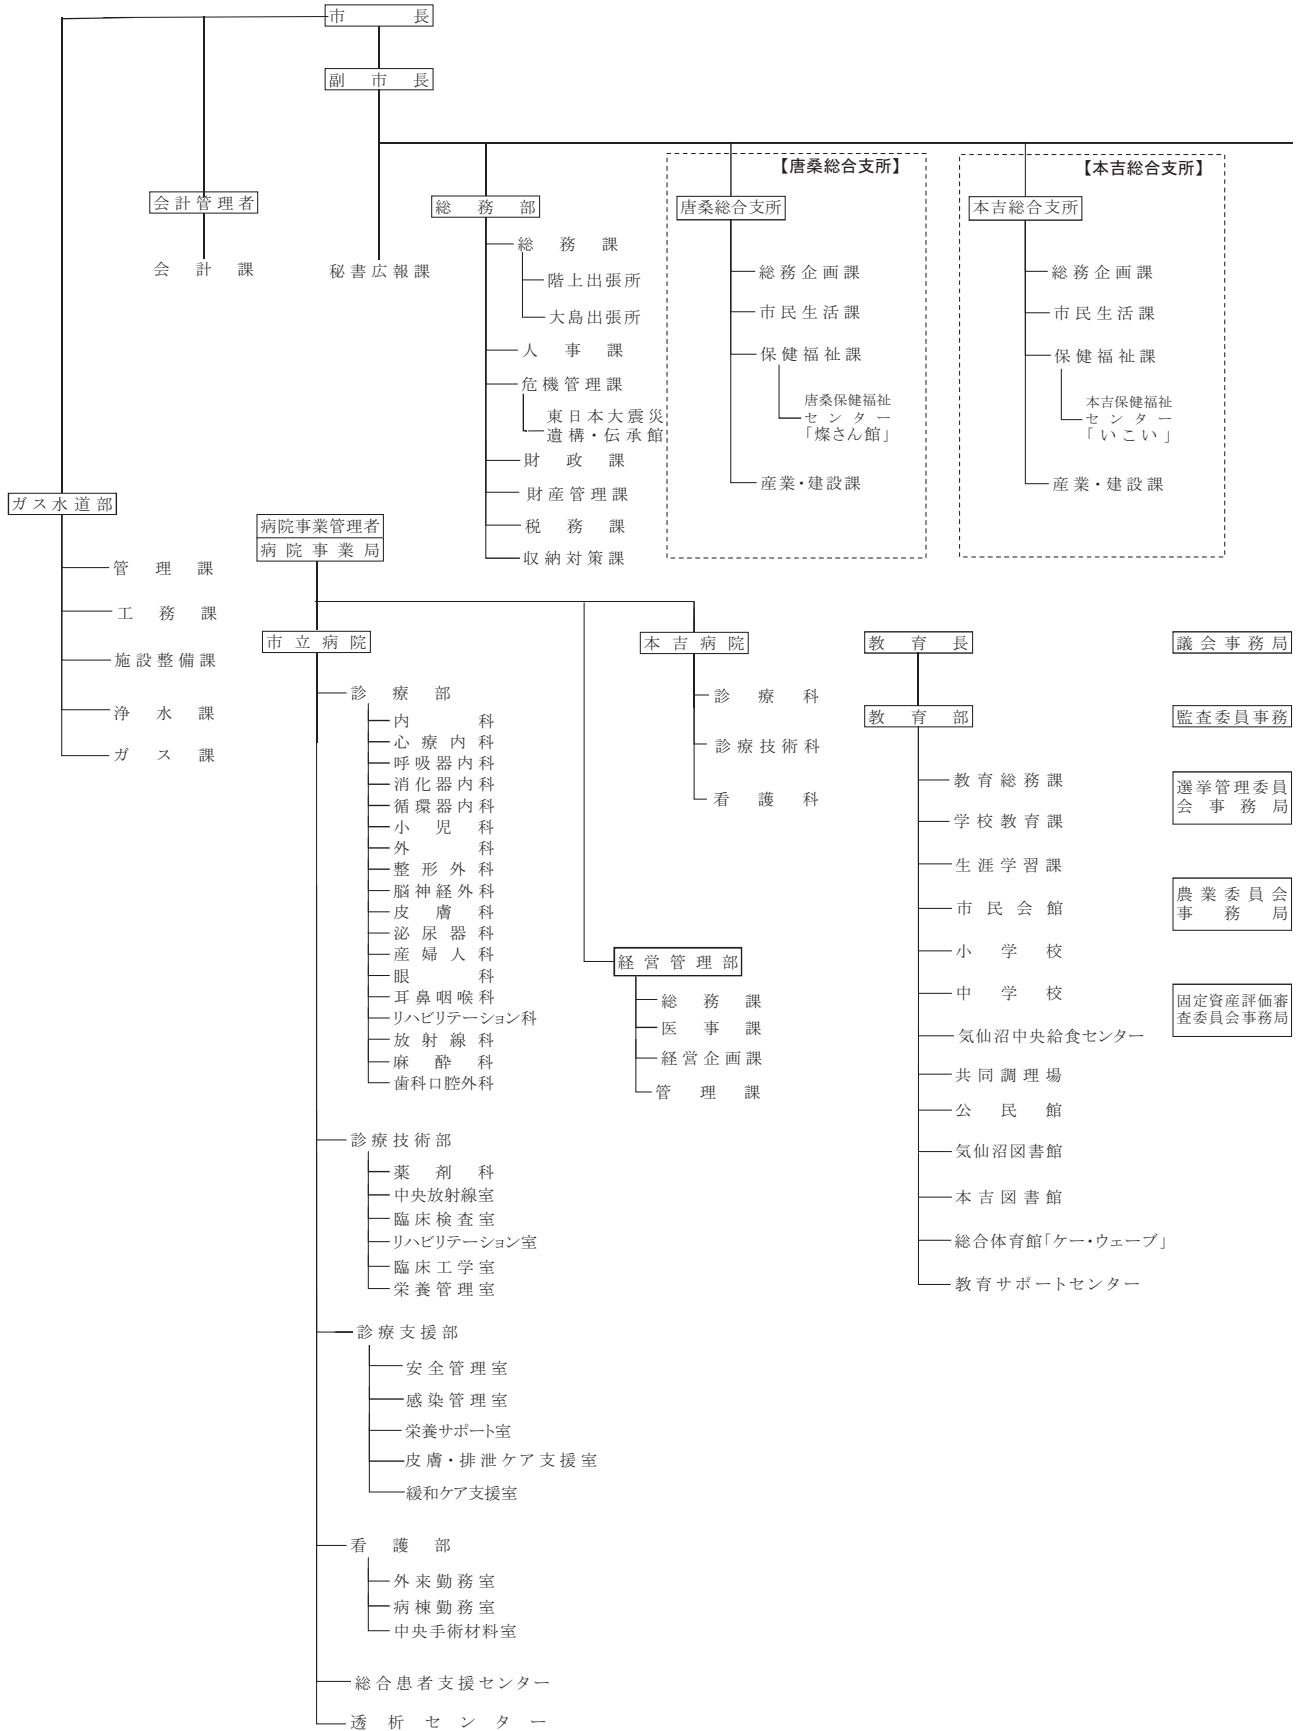 市長
副市長
【唐桑総合支所】
【本吉総合支所】
会計管理者
会計課
秘書広報課
総務部
総務課
階上出張所
大島出張所
人事課
危機管理課
東日本大震災
遺構・伝承館
財政課
財産管理課
税務課
収納対策課
唐桑総合支所
総務企画課
市民生活課
保健福祉課
唐桑保健福祉
センター
「燦さん館」
産業・建設課
本吉総合支所
総務企画課
市民生活課
保健福祉課
本吉保健福祉
センター
「いこい」
産業・建設課
ガス水道部
管理課
工務課
施設整備課
浄水課
ガス課
病院事業管理者
病院事業局
市立病院
診療部
内科
心療内科
呼吸器内科
消化器内科
循環器内科
小児科
外科
整形外科
脳神経外科
皮膚科
泌尿器科
産婦人科
眼科
耳鼻咽喉科
リハビリテーション科
放射線科
麻酔科
歯科口腔外科
診療技術部
薬剤科
中央放射線室
臨床検査室
リハビリテーション室
臨床工学室
栄養管理室
診療支援部
安全管理室
感染管理室
栄養サポート室
皮膚・排泄ケア支援室
緩和ケア支援室
看護部
外来勤務室
病棟勤務室
中央手術材料室
総合患者支援センター
透析センター
本吉病院
診療科
診療技術科
看護科
経営管理部
総務課
医事課
経営企画課
管理課
教育長
教育部
教育総務課
学校教育課
生涯学習課
市民会館
小学校
中学校
気仙沼中央給食センター
共同調理場
公民館
気仙沼図書館
本吉図書館
総合体育館「ケー・ウェーブ」
教育サポートセンター
議会事務局
監査委員事務
選挙管理委員
会事務局
農業委員会
事務局
固定資産評価審
査委員会事務局